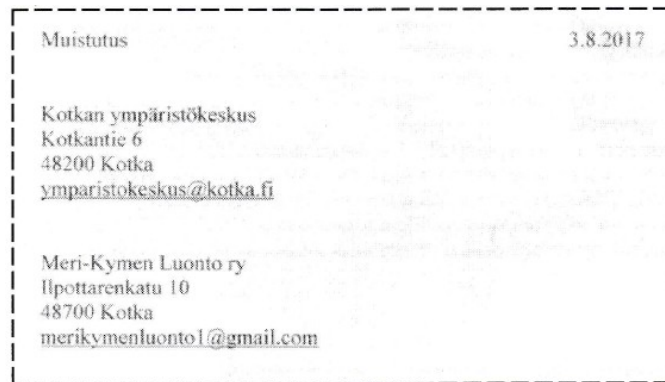 Muistutus 3.8.2017
Kotkan ympäristökeskus
Kotkantie 6
48200 Kotka
ymparistokeskus@kotka.fi
Meri-Kymen Luonto ry
Ilpottarenkatu 10
48700 Kotka
merikymenluonto1@gmail.com